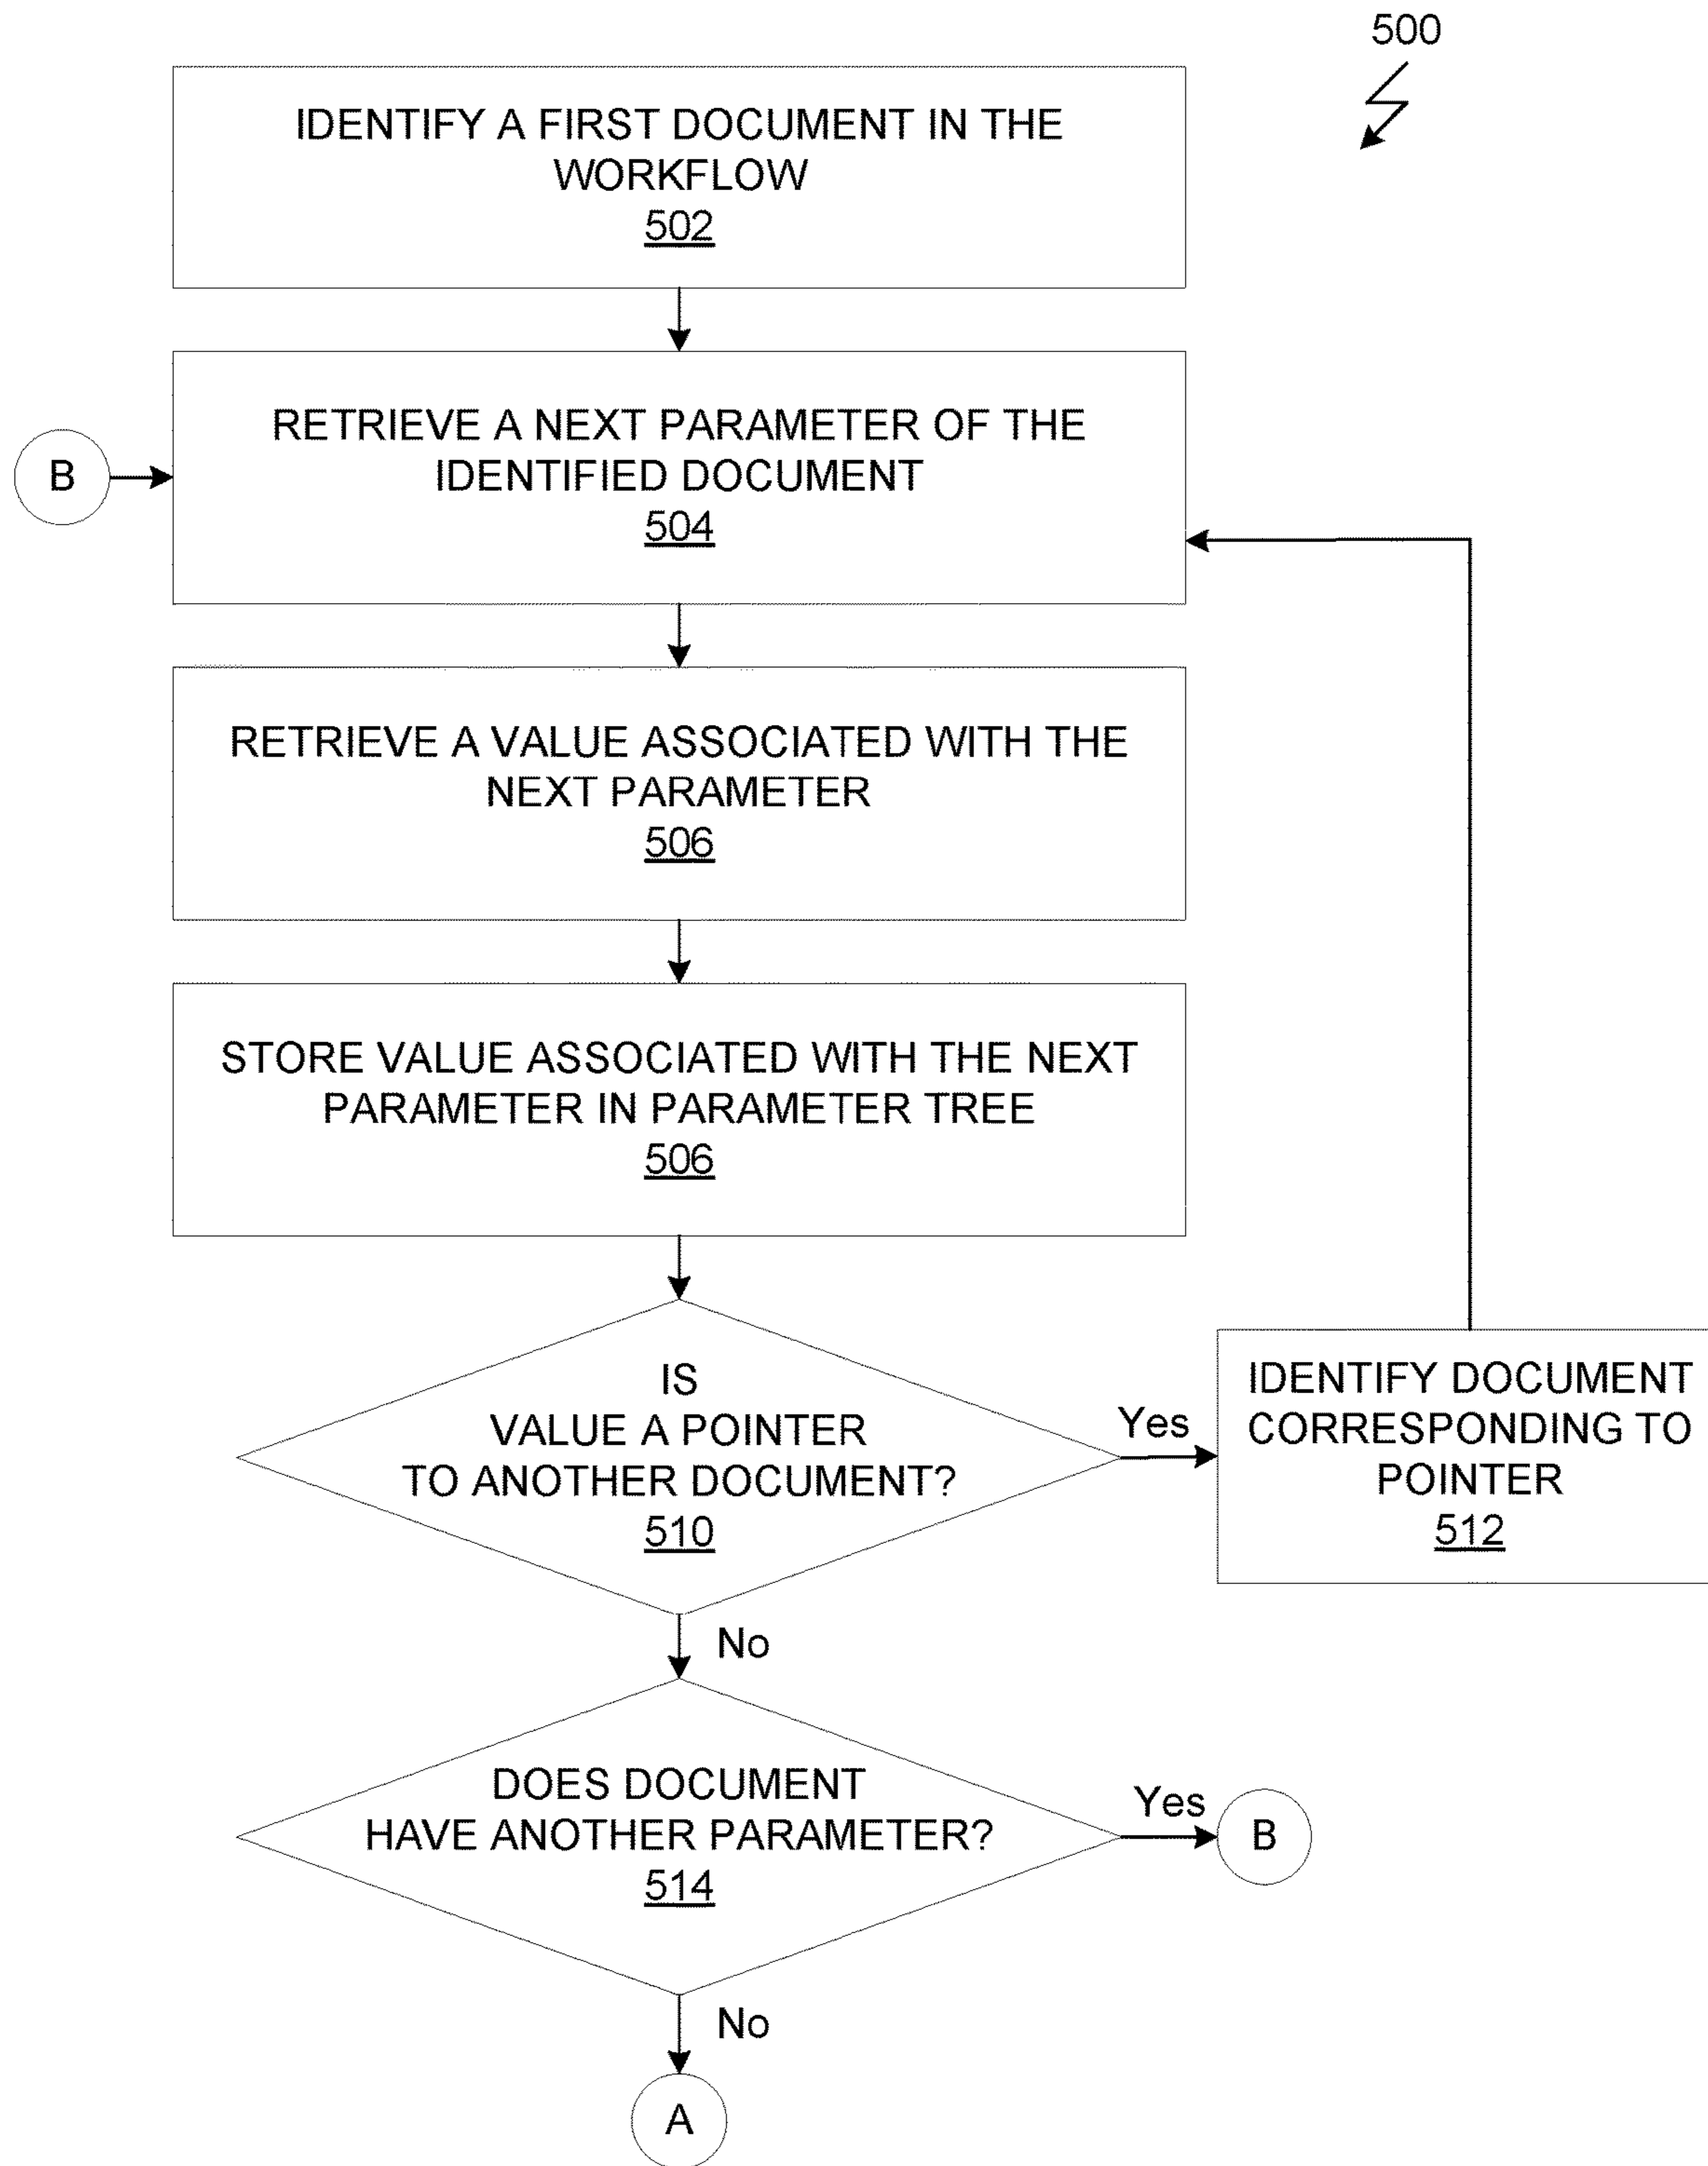 500
IDENTIFY A FIRST DOCUMENT IN THE
WORKFLOW
502
B
RETRIEVE A NEXT PARAMETER OF THE
IDENTIFIED DOCUMENT
504
RETRIEVE A VALUE ASSOCIATED WITH THE
NEXT PARAMETER
506
STORE VALUE ASSOCIATED WITH THE NEXT
PARAMETER IN PARAMETER TREE
506
IS
VALUE A POINTER
TO ANOTHER DOCUMENT?
510
Yes
IDENTIFY DOCUMENT
CORRESPONDING TO
POINTER
512
No
DOES DOCUMENT
HAVE ANOTHER PARAMETER?
514
Yes
B
No
A